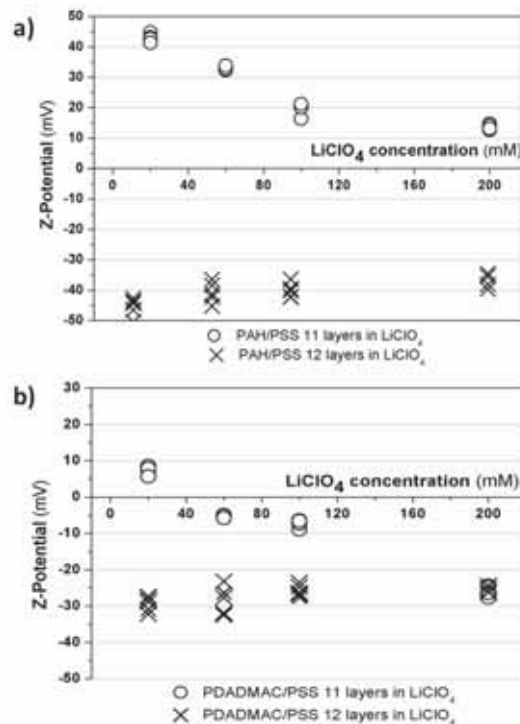 a)
50
40
30
20
10
0
-10
-20
-30
-40
-50
Z-Potential (mV)
LiClO4 concentration (mM)
0 40 80 120 160 200
PAH/PSS 11 layers in LiClO4
PAH/PSS 12 layers in LiClO4
b)
30
20
10
0
-10
-20
-30
-40
-50
Z-Potential (mV)
LiClO4 concentration (mM)
0 40 80 120 160 200
PDADMAC/PSS 11 layers in LiClO4
PDADMAC/PSS 12 layers in LiClO4